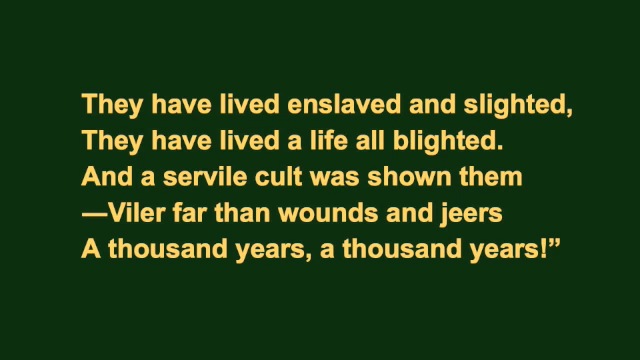 They have lived enslaved and slighted,
They have lived a life all blighted.
And a servile cult was shown them
—Viler far than wounds and jeers
A thousand years, a thousand years!”